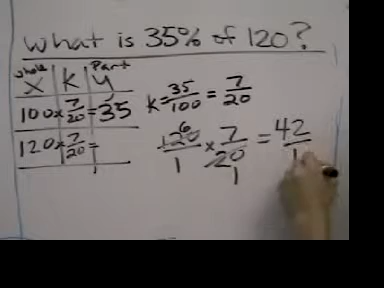 What is 35% of 120?
whole Part
X K Y
100 x 7/20 = 35
120 x 7/20 =
K = 35/100 = 7/20
6
120/1 x 7/20 = 42/1
1